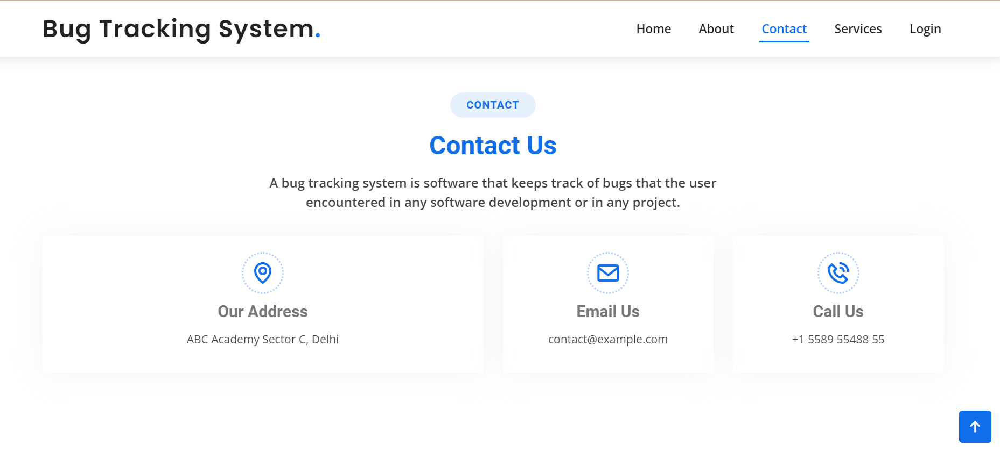 Bug Tracking System.
Home About Contact Services Login
CONTACT
Contact Us
A bug tracking system is software that keeps track of bugs that the user
encountered in any software development or in any project.
Our Address
ABC Academy Sector C, Delhi
Email Us
contact@example.com
Call Us
+1 5589 55488 55